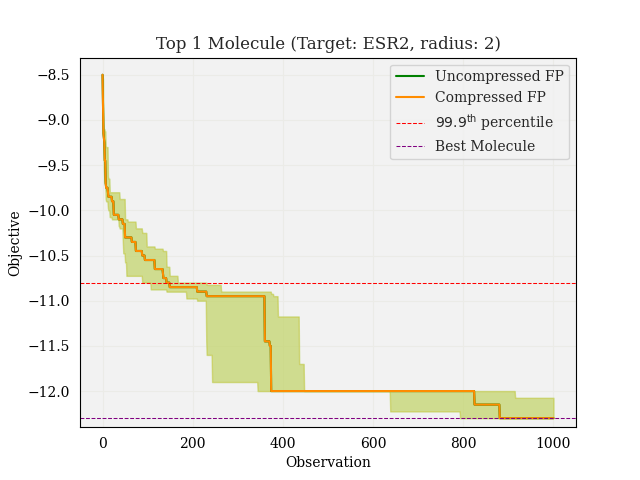 Top 1 Molecule (Target: ESR2, radius: 2)
Uncompressed FP
Compressed FP
99.9th percentile
Best Molecule
−8.5
−9.0
−9.5
−10.0
−10.5
−11.0
−11.5
−12.0
Objective
0 200 400 600 800 1000
Observation